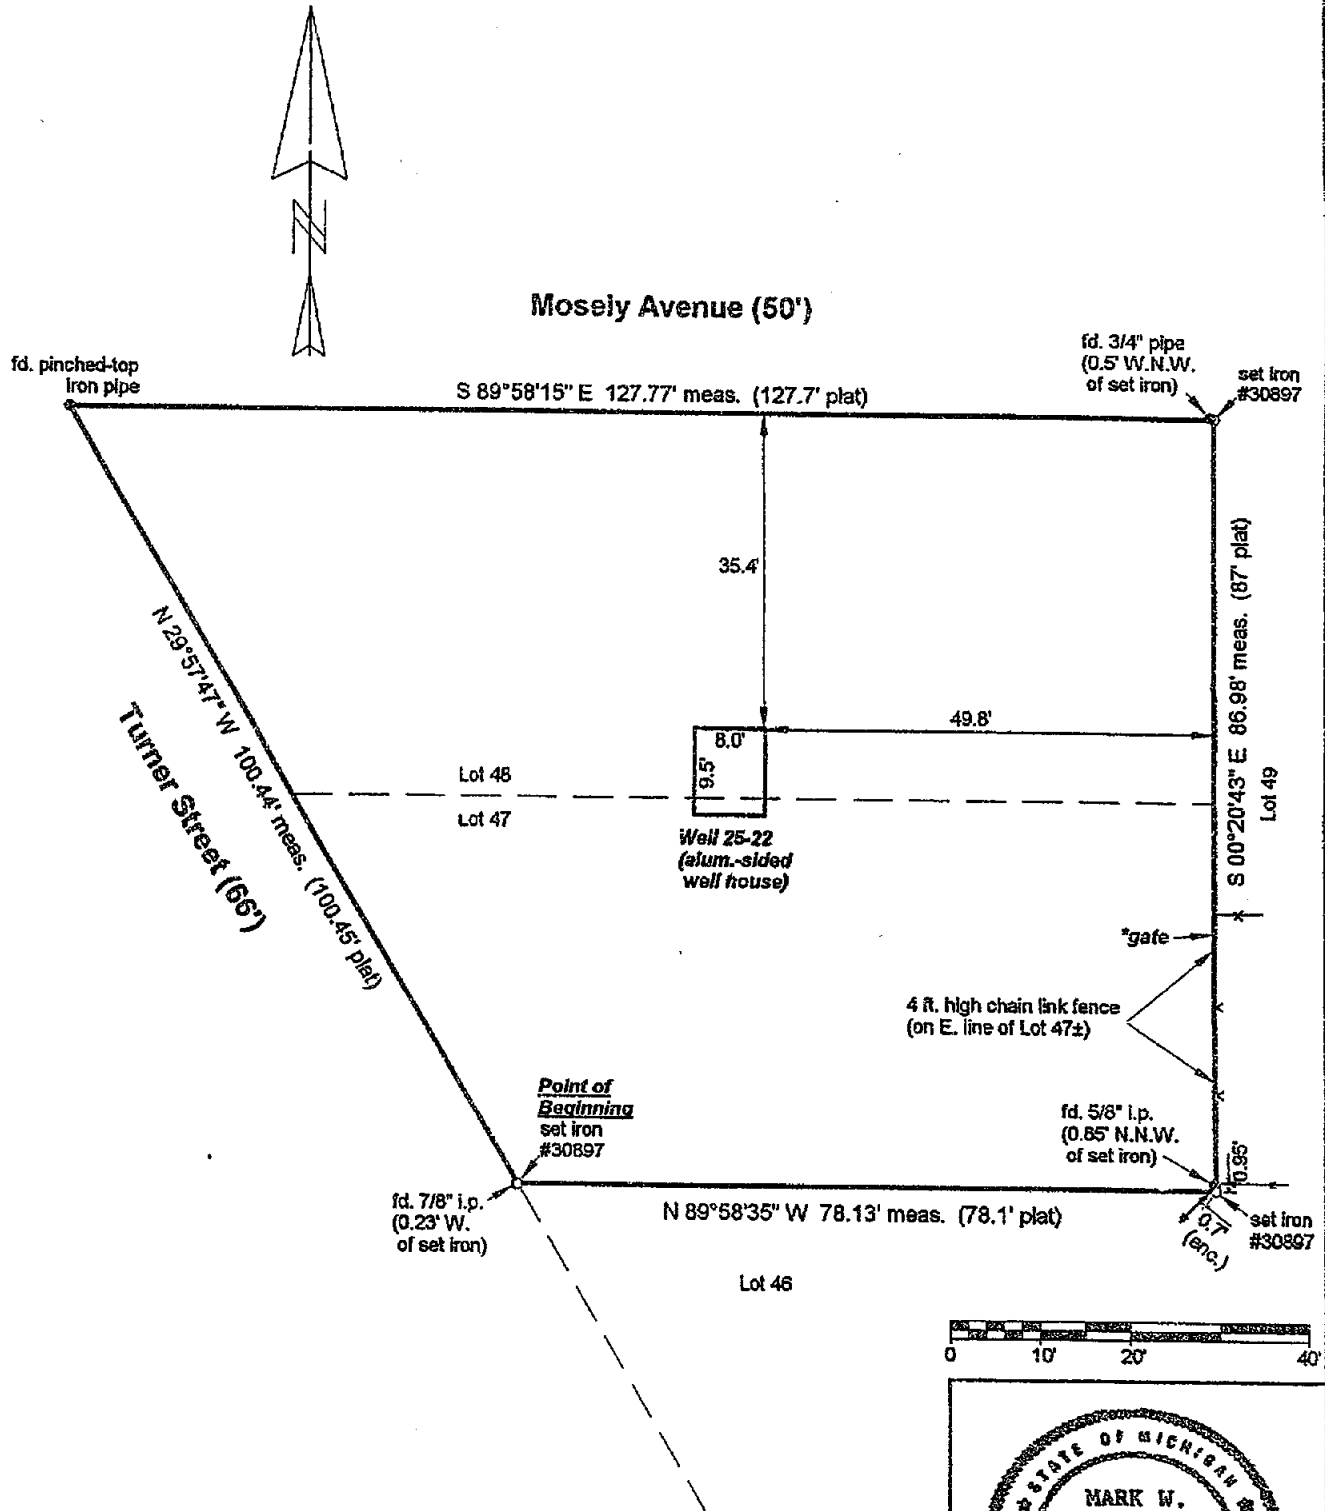 N
Mosely Avenue (50')
fd. pinched-top
iron pipe
S 89°58'15" E 127.77' meas. (127.7' plat)
fd. 3/4" pipe
(0.5' W.N.W.
of set iron)
set iron
#30897
35.4'
S 00°20'43" E 86.98' meas. (87' plat)
Lot 49
N 29°57'47" W 100.44' meas. (100.45' plat)
Turner Street (66')
49.8'
8.0'
9.5'
Lot 48
Lot 47
Well 25-22
(alum.-sided
well house)
*gate
4 ft. high chain link fence
(on E. line of Lot 47±)
Point of
Beginning
set iron
#30897
fd. 5/8" i.p.
(0.85' N.N.W.
of set iron)
0.95'
fd. 7/8" i.p.
(0.23' W.
of set iron)
N 89°58'35" W 78.13' meas. (78.1' plat)
0.7'
(enc.)
set iron
#30897
Lot 46
0 10' 20' 40'
STATE OF MICHIGAN
MARK W.